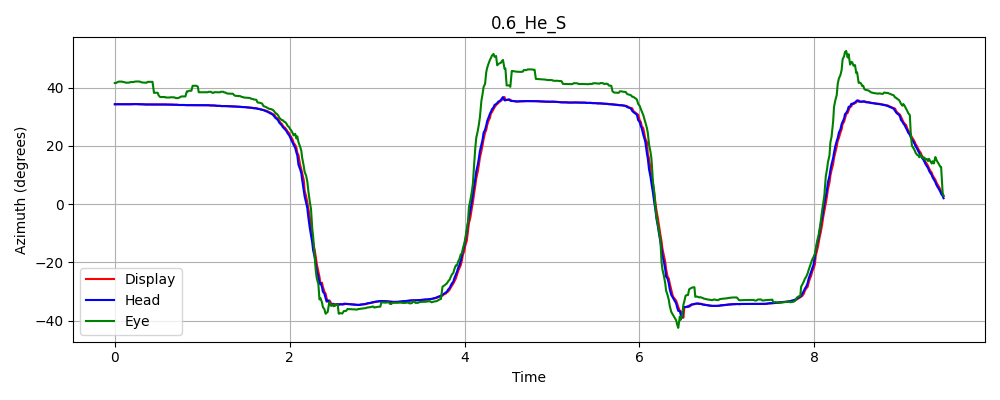 0.6_He_S
Azimuth (degrees)
40
20
0
−20
−40
Display
Head
Eye
0 2 4 6 8
Time